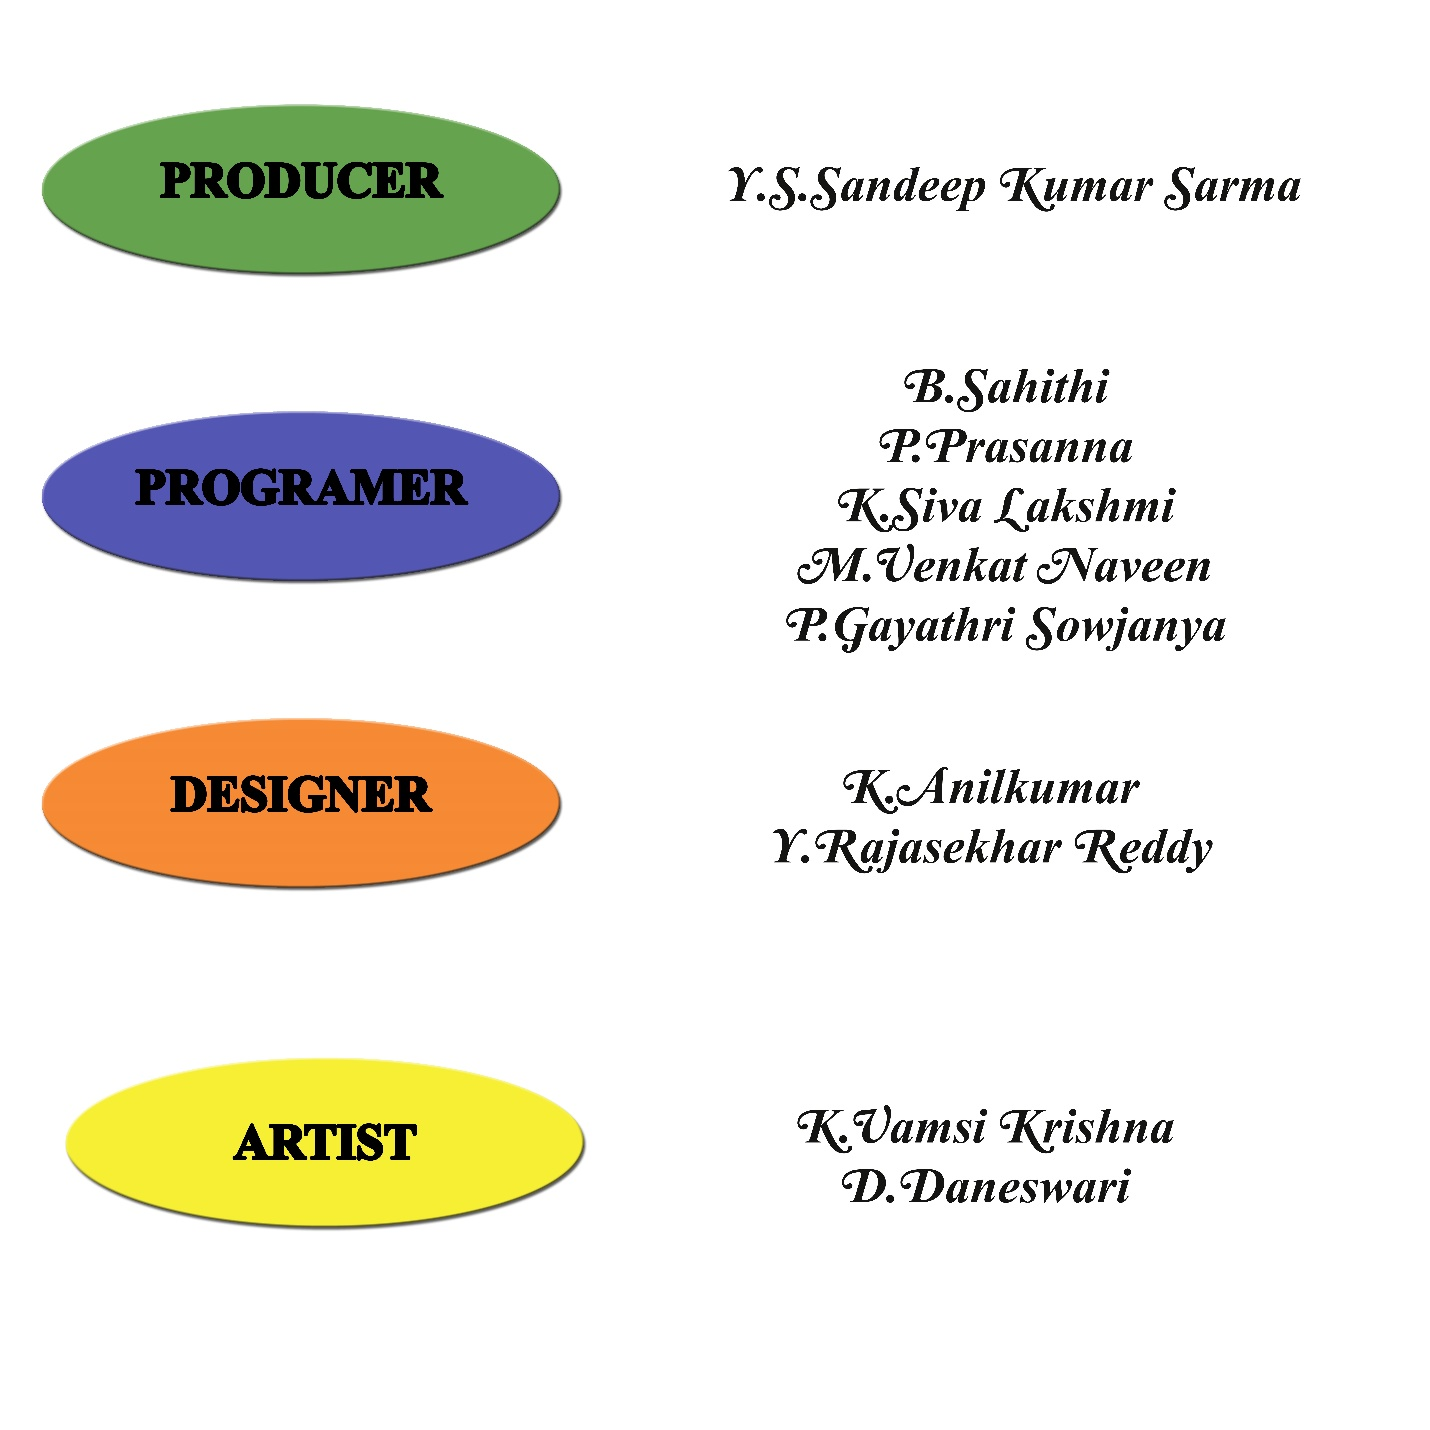 PRODUCER
Y.S.Sandeep Kumar Sarma
PROGRAMER
B.Sahithi
P.Prasanna
K.Siva Lakshmi
M.Venkat Naveen
P.Gayathri Sowjanya
DESIGNER
K.Anilkumar
Y.Rajasekhar Reddy
ARTIST
K.Vamsi Krishna
D.Daneswari